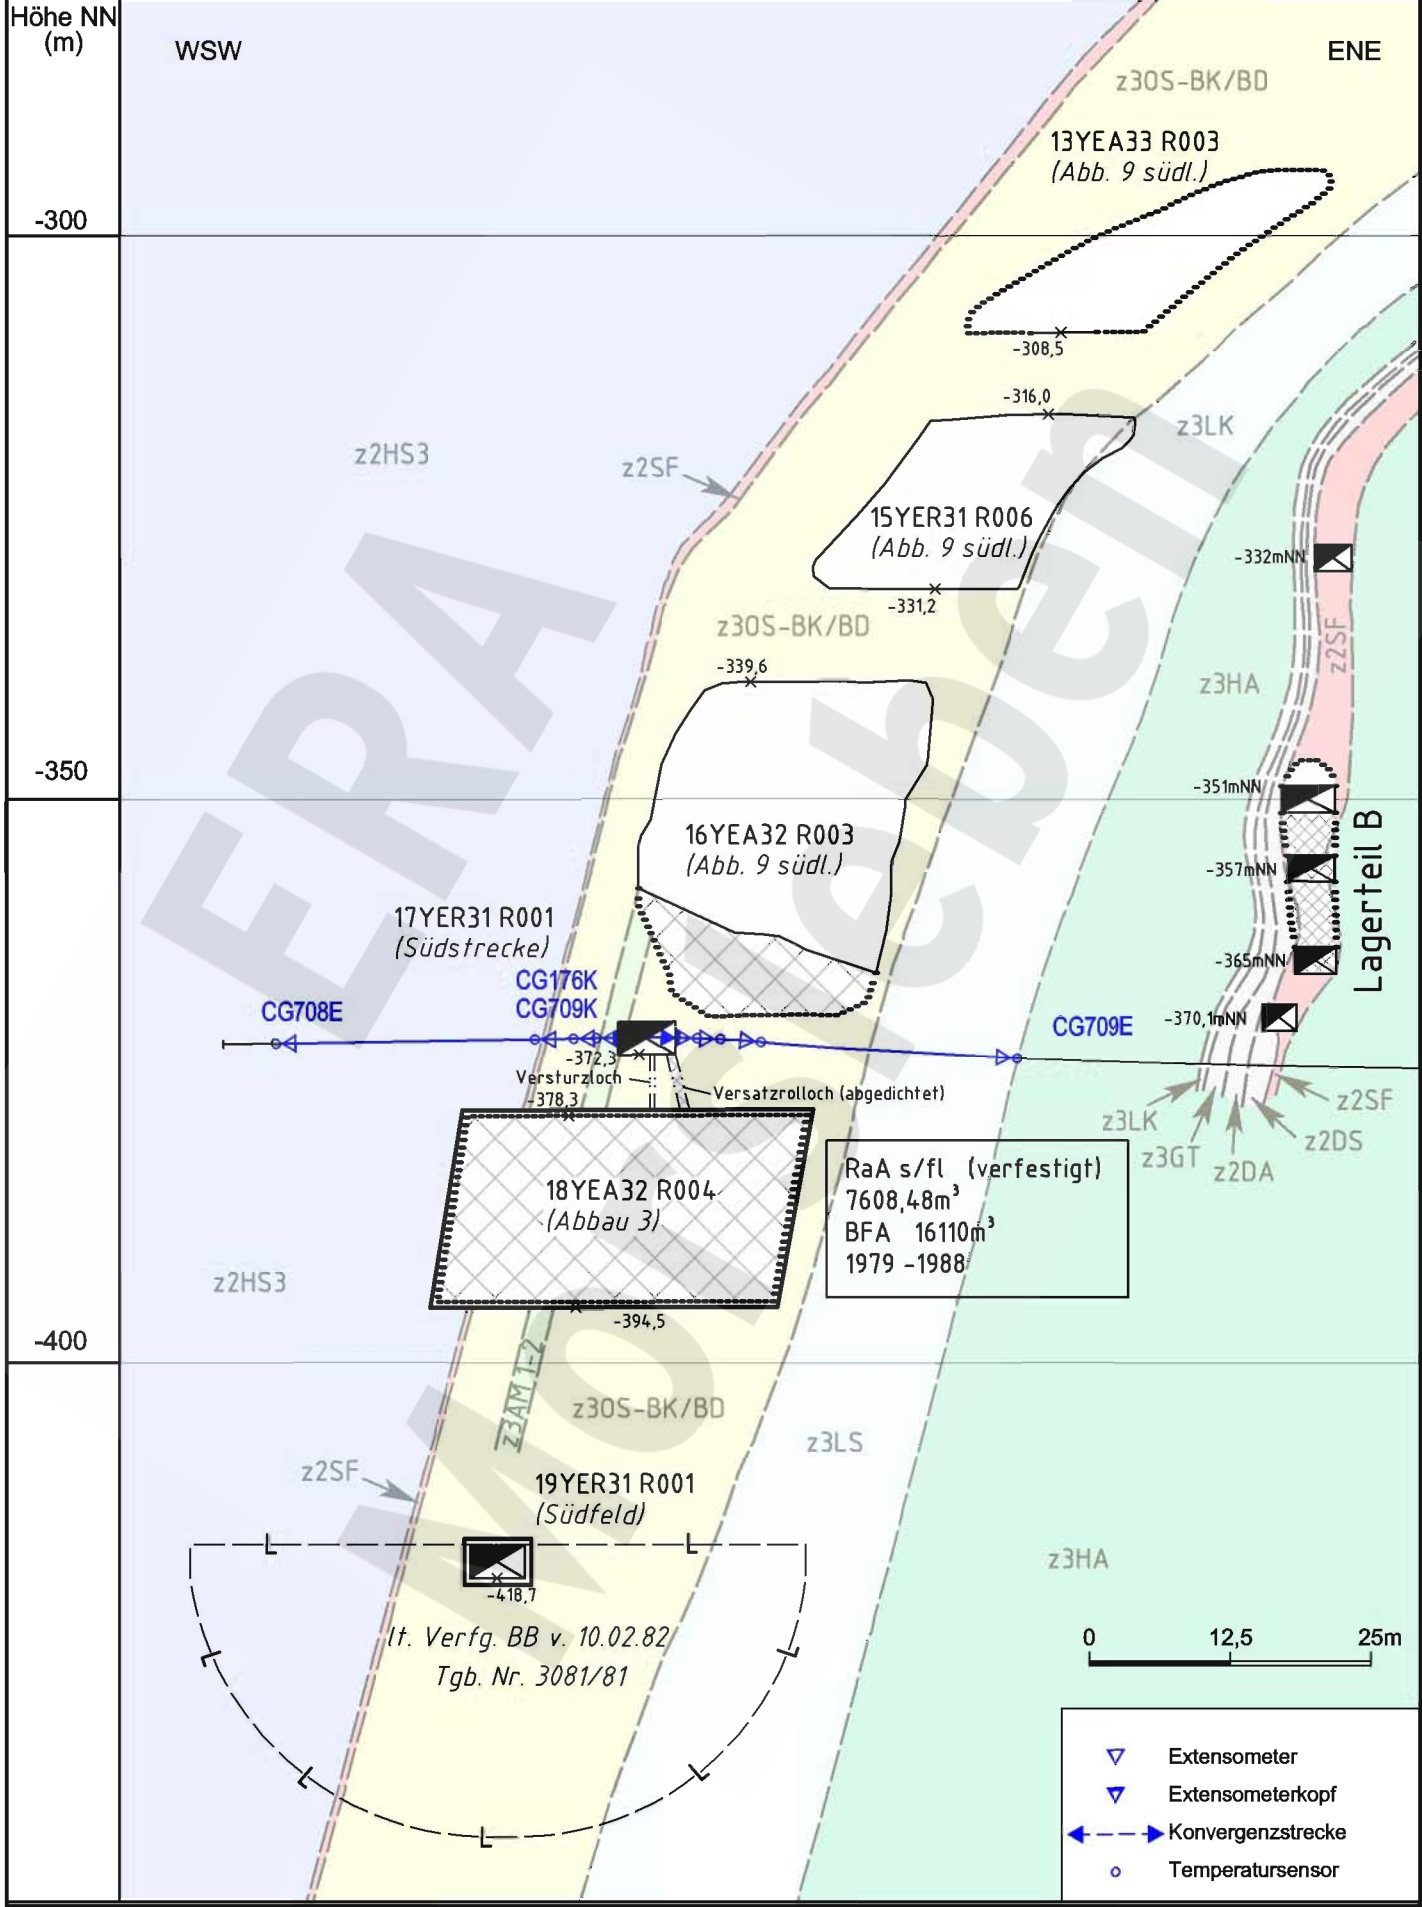 Höhe NN
(m)
WSW
ENE
z3OS-BK/BD
13YEA33 R003
(Abb. 9 südl.)
-300
-308,5
-316,0
z3LK
z2HS3
z2SF
15YER31 R006
(Abb. 9 südl.)
-332mNN
-331,2
z3OS-BK/BD
z2SF
-339,6
z3HA
-350
-351mNN
16YEA32 R003
(Abb. 9 südl.)
-357mNN
Lagerteil B
17YER31 R001
(Südstrecke)
-365mNN
CG176K
CG709K
CG708E
CG709E
-370,1mNN
-372,3
Versturzloch
Versatzrolloch (abgedichtet)
-378,3
z3LK
z3GT
z2DA
z2DS
z2SF
RaA s/fl (verfestigt)
7608,48m³
BFA 16110m³
1979 -1988
18YEA32 R004
(Abbau 3)
z2HS3
-394,5
-400
z3AM 1-2
z3OS-BK/BD
z3LS
z2SF
19YER31 R001
(Südfeld)
L
L
-418,7
z3HA
lt. Verfg. BB v. 10.02.82
Tgb. Nr. 3081/81
L
L
L
L
L
0 12,5 25m
Extensometer
Extensometerkopf
Konvergenzstrecke
Temperatursensor
ERA Morsleben